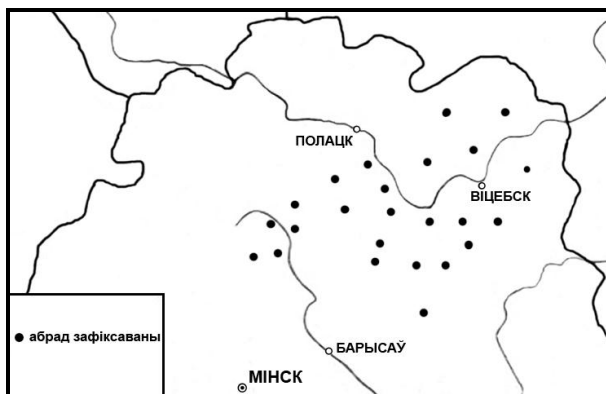 ПОЛАЦК
ВІЦЕБСК
абрад зафіксаваны
БАРЫСАЎ
МІНСК